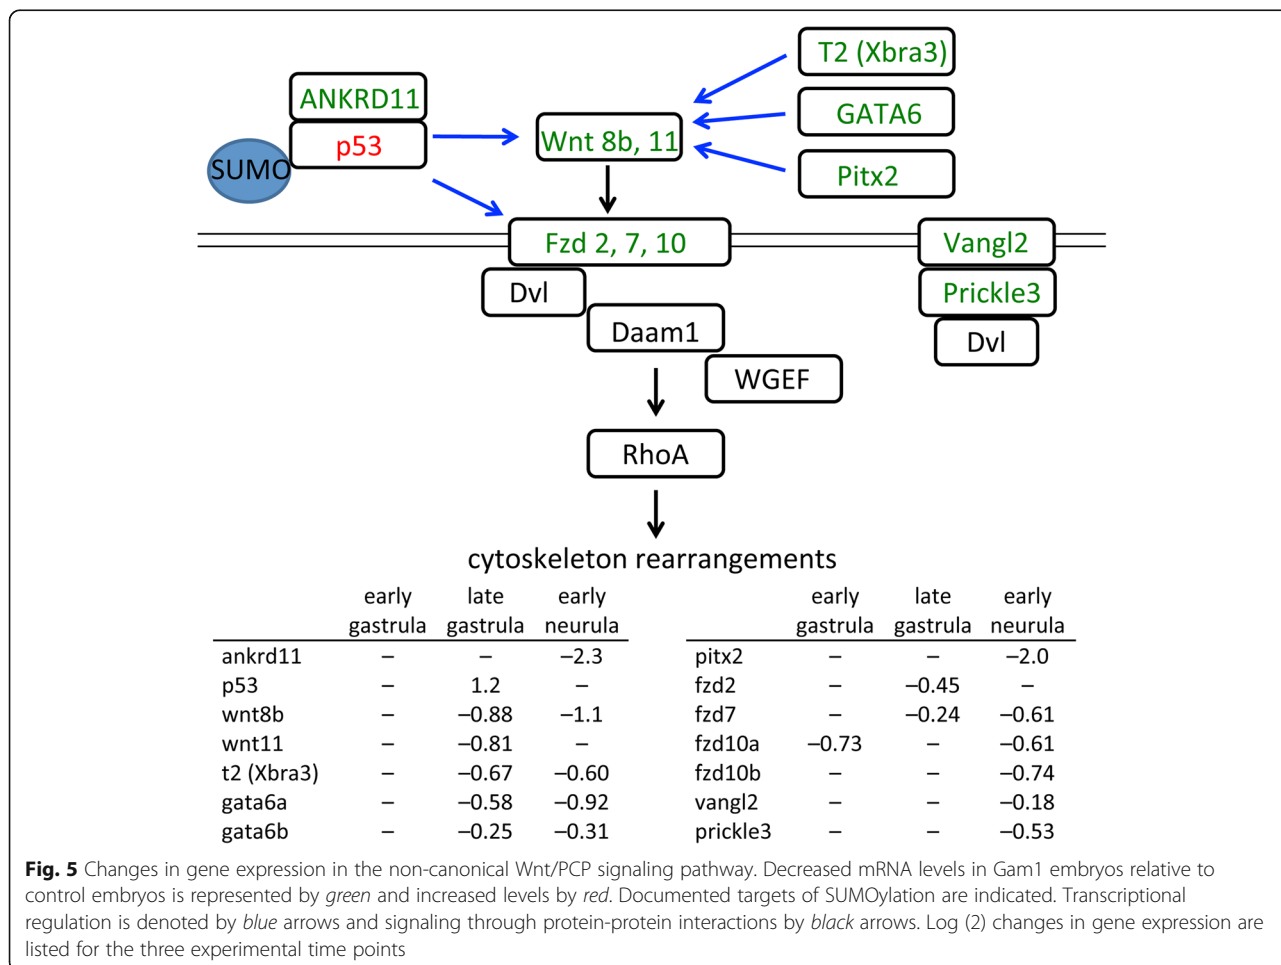 T2 (Xbra3)
ANKRD11
GATA6
p53
Wnt 8b, 11
SUMO
Pitx2
Fzd 2, 7, 10
Vangl2
Dvl
Prickle3
Daam1
Dvl
WGEF
RhoA
cytoskeleton rearrangements
early gastrula late gastrula early neurula
ankrd11 – – –2.3
p53 – 1.2 –
wnt8b – –0.88 –1.1
wnt11 – –0.81 –
t2 (Xbra3) – –0.67 –0.60
gata6a – –0.58 –0.92
gata6b – –0.25 –0.31
early gastrula late gastrula early neurula
pitx2 – – –2.0
fzd2 – –0.45 –
fzd7 – –0.24 –0.61
fzd10a –0.73 – –0.61
fzd10b – – –0.74
vangl2 – – –0.18
prickle3 – – –0.53
Fig. 5 Changes in gene expression in the non-canonical Wnt/PCP signaling pathway. Decreased mRNA levels in Gam1 embryos relative to
control embryos is represented by green and increased levels by red. Documented targets of SUMOylation are indicated. Transcriptional
regulation is denoted by blue arrows and signaling through protein-protein interactions by black arrows. Log (2) changes in gene expression are
listed for the three experimental time points